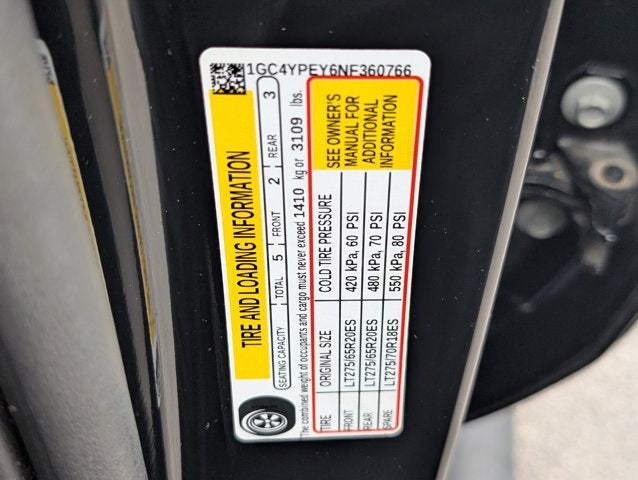 1GC4YPEY6NF360766
TIRE AND LOADING INFORMATION
SEATING CAPACITY TOTAL 5 FRONT 2 REAR 3
The combined weight of occupants and cargo must never exceed 1410 kg or 3109 lbs.
TIRE ORIGINAL SIZE COLD TIRE PRESSURE
FRONT LT275/65R20ES 420 kPa, 60 PSI
REAR LT275/65R20ES 480 kPa, 70 PSI
SPARE LT275/70R18ES 550 kPa, 80 PSI
SEE OWNER'S
MANUAL FOR
ADDITIONAL
INFORMATION